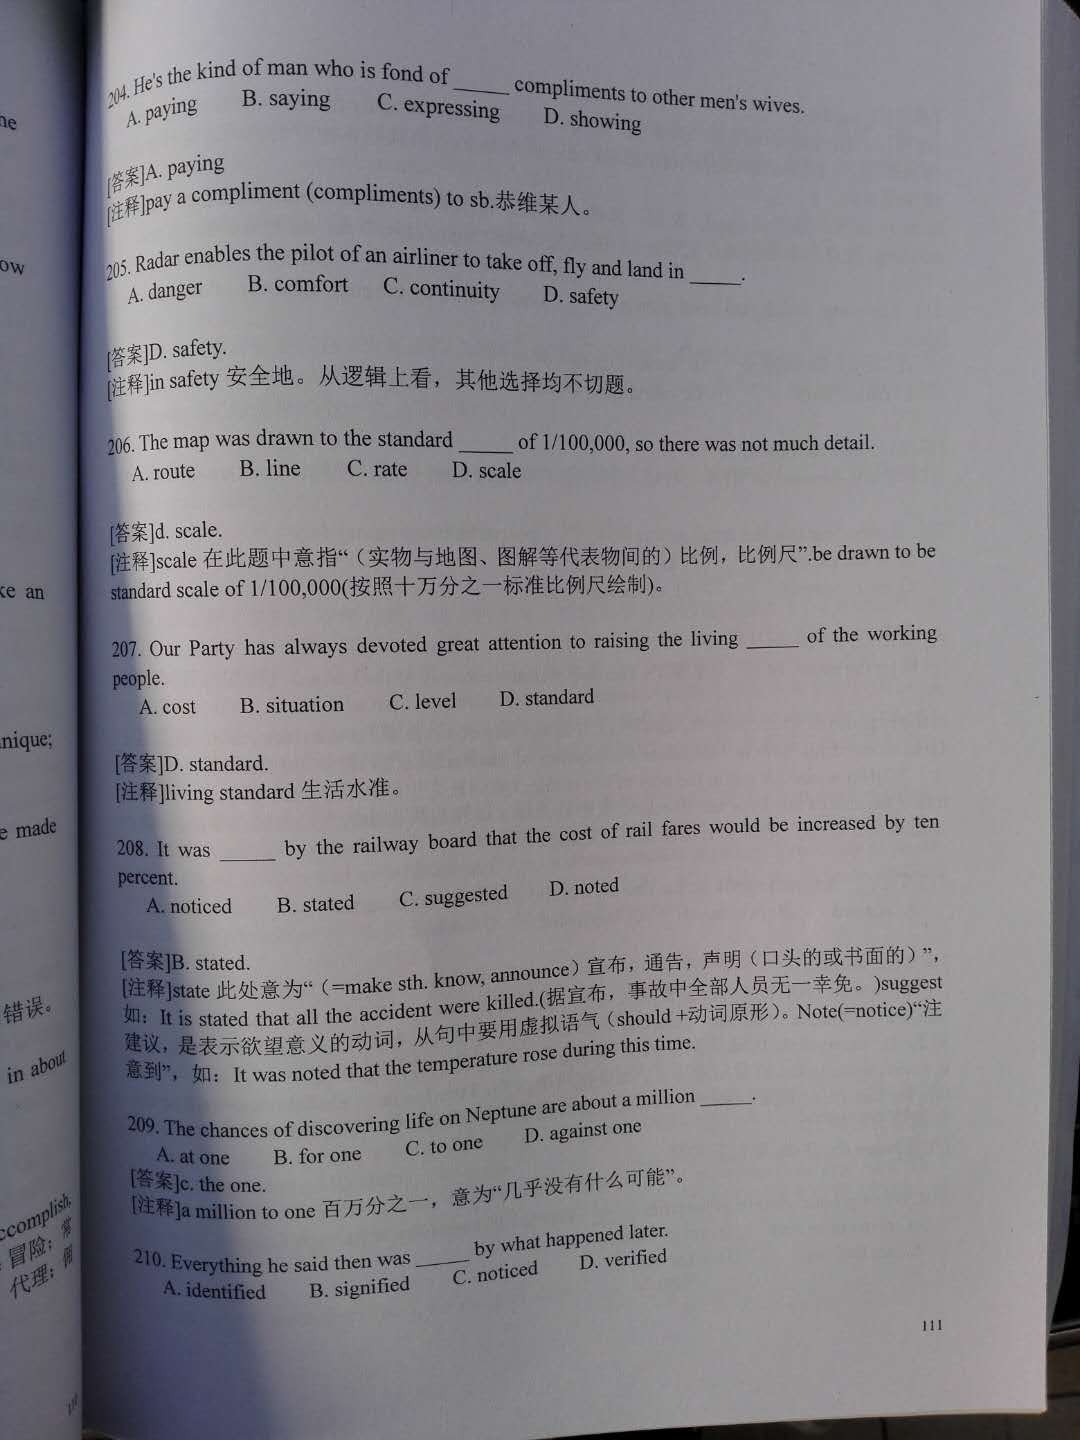 he
ow
ke an
nique;
e made
错误。
in about
ccomplish,
冒险；常
代理；佣
204. He's the kind of man who is fond of _____ compliments to other men's wives.
A. paying B. saying C. expressing D. showing
[答案]A. paying
[注释]pay a compliment (compliments) to sb.恭维某人。
205. Radar enables the pilot of an airliner to take off, fly and land in _____.
A. danger B. comfort C. continuity D. safety
[答案]D. safety.
[注释]in safety 安全地。从逻辑上看，其他选择均不切题。
206. The map was drawn to the standard _____ of 1/100,000, so there was not much detail.
A. route B. line C. rate D. scale
[答案]d. scale.
[注释]scale 在此题中意指“（实物与地图、图解等代表物间的）比例，比例尺”.be drawn to be
standard scale of 1/100,000(按照十万分之一标准比例尺绘制)。
207. Our Party has always devoted great attention to raising the living _____ of the working
people.
A. cost B. situation C. level D. standard
[答案]D. standard.
[注释]living standard 生活水准。
208. It was _____ by the railway board that the cost of rail fares would be increased by ten
percent.
A. noticed B. stated C. suggested D. noted
[答案]B. stated.
[注释]state 此处意为“（=make sth. know, announce）宣布，通告，声明（口头的或书面的）”，
如：It is stated that all the accident were killed.(据宣布，事故中全部人员无一幸免。)suggest
建议，是表示欲望意义的动词，从句中要用虚拟语气（should +动词原形）。Note(=notice)“注
意到”，如：It was noted that the temperature rose during this time.
209. The chances of discovering life on Neptune are about a million _____.
A. at one B. for one C. to one D. against one
[答案]c. the one.
[注释]a million to one 百万分之一，意为“几乎没有什么可能”。
210. Everything he said then was _____ by what happened later.
A. identified B. signified C. noticed D. verified
111